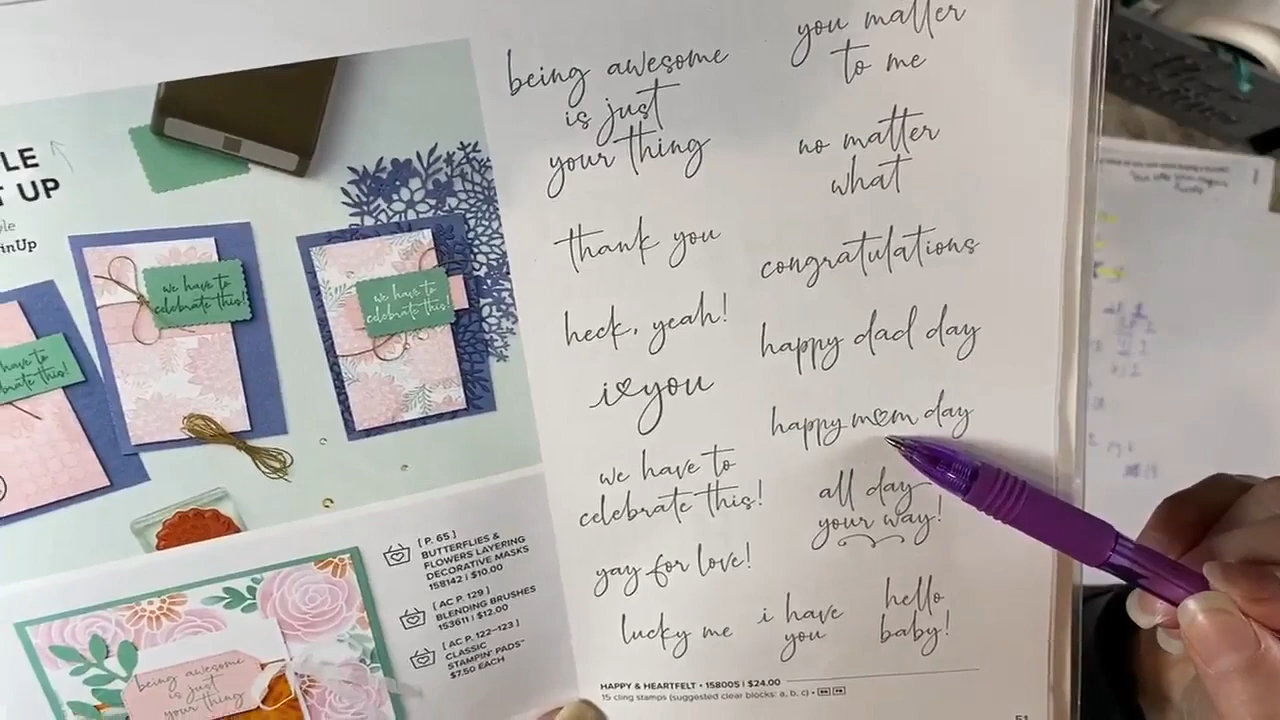 LE
T UP
yle
inUp
we have to
celebrate this!
we have to
celebrate this!
have to
brate this!
[ P. 65 ]
BUTTERFLIES &
FLOWERS LAYERING
DECORATIVE MASKS
158142 | $10.00
[ AC P. 129 ]
BLENDING BRUSHES
153611 | $12.00
[ AC P. 122–123 ]
CLASSIC
STAMPIN' PADS™
$7.50 EACH
being awesome
is just
your thing
being awesome
is just
your thing
thank you
heck, yeah!
i♥you
we have to
celebrate this!
yay for love!
lucky me
you matter
to me
no matter
what
congratulations
happy dad day
happy m♥m day
all day
your way!
i have
you
hello
baby!
HAPPY & HEARTFELT • 158005 | $24.00
15 cling stamps (suggested clear blocks: a, b, c) •
51